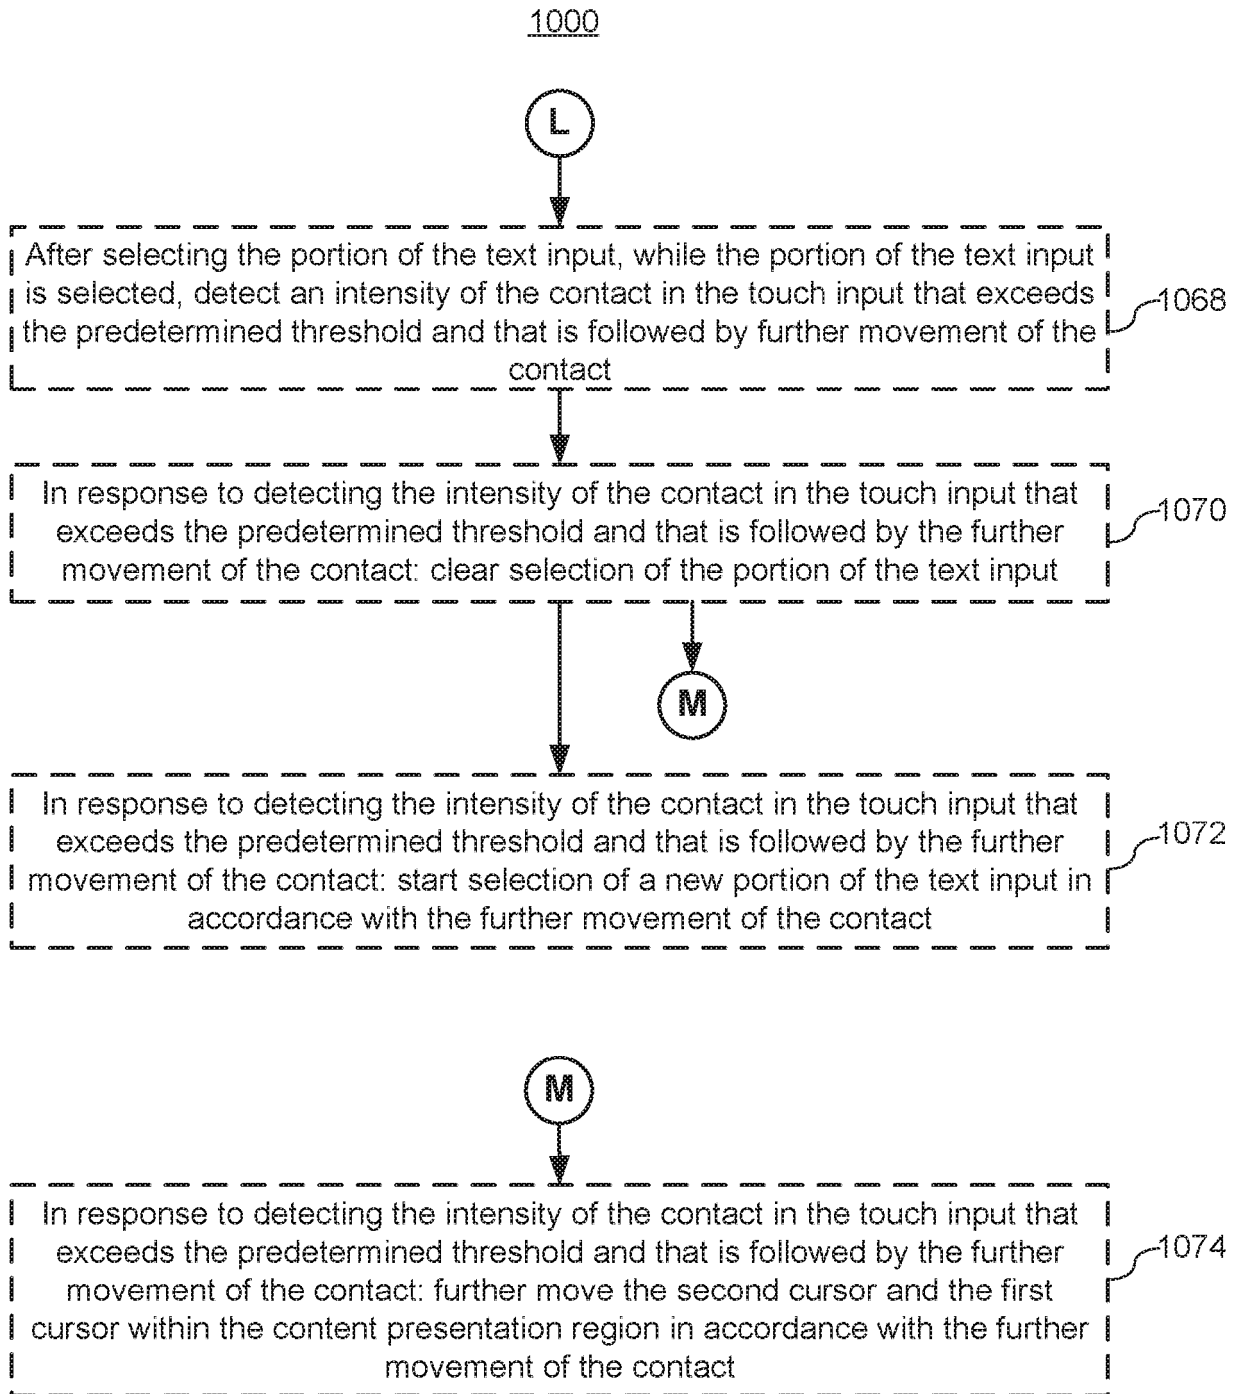 1000
L
After selecting the portion of the text input, while the portion of the text input
is selected, detect an intensity of the contact in the touch input that exceeds
the predetermined threshold and that is followed by further movement of the
contact
1068
In response to detecting the intensity of the contact in the touch input that
exceeds the predetermined threshold and that is followed by the further
movement of the contact: clear selection of the portion of the text input
1070
M
In response to detecting the intensity of the contact in the touch input that
exceeds the predetermined threshold and that is followed by the further
movement of the contact: start selection of a new portion of the text input in
accordance with the further movement of the contact
1072
M
In response to detecting the intensity of the contact in the touch input that
exceeds the predetermined threshold and that is followed by the further
movement of the contact: further move the second cursor and the first
cursor within the content presentation region in accordance with the further
movement of the contact
1074